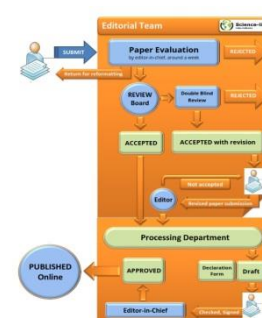 Editorial Team
Science-
SUBMIT
Paper Evaluation
by editor in chief, around a week
REJECTED
Return for reformatting
REVIEW
Board
Double Blind
Review
REJECTED
ACCEPTED
ACCEPTED with revision
Not accepted
Editor
Revised paper submission
Processing Department
PUBLISHED
Online
APPROVED
Declaration
Form
Draft
Editor-in-Chief
Checked, Signed